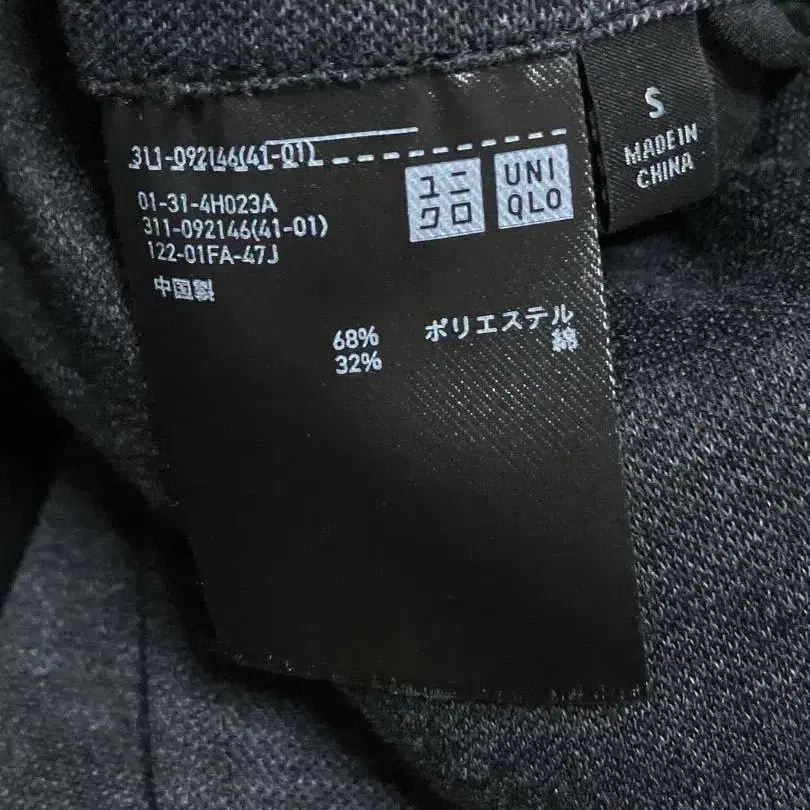 311-092146(41-01)
01-31-4H023A
311-092146(41-01)
122-01FA-47J
中国製
ユニ
クロ
UNI
QLO
S
MADE IN
CHINA
68% ポリエステル
32% 綿